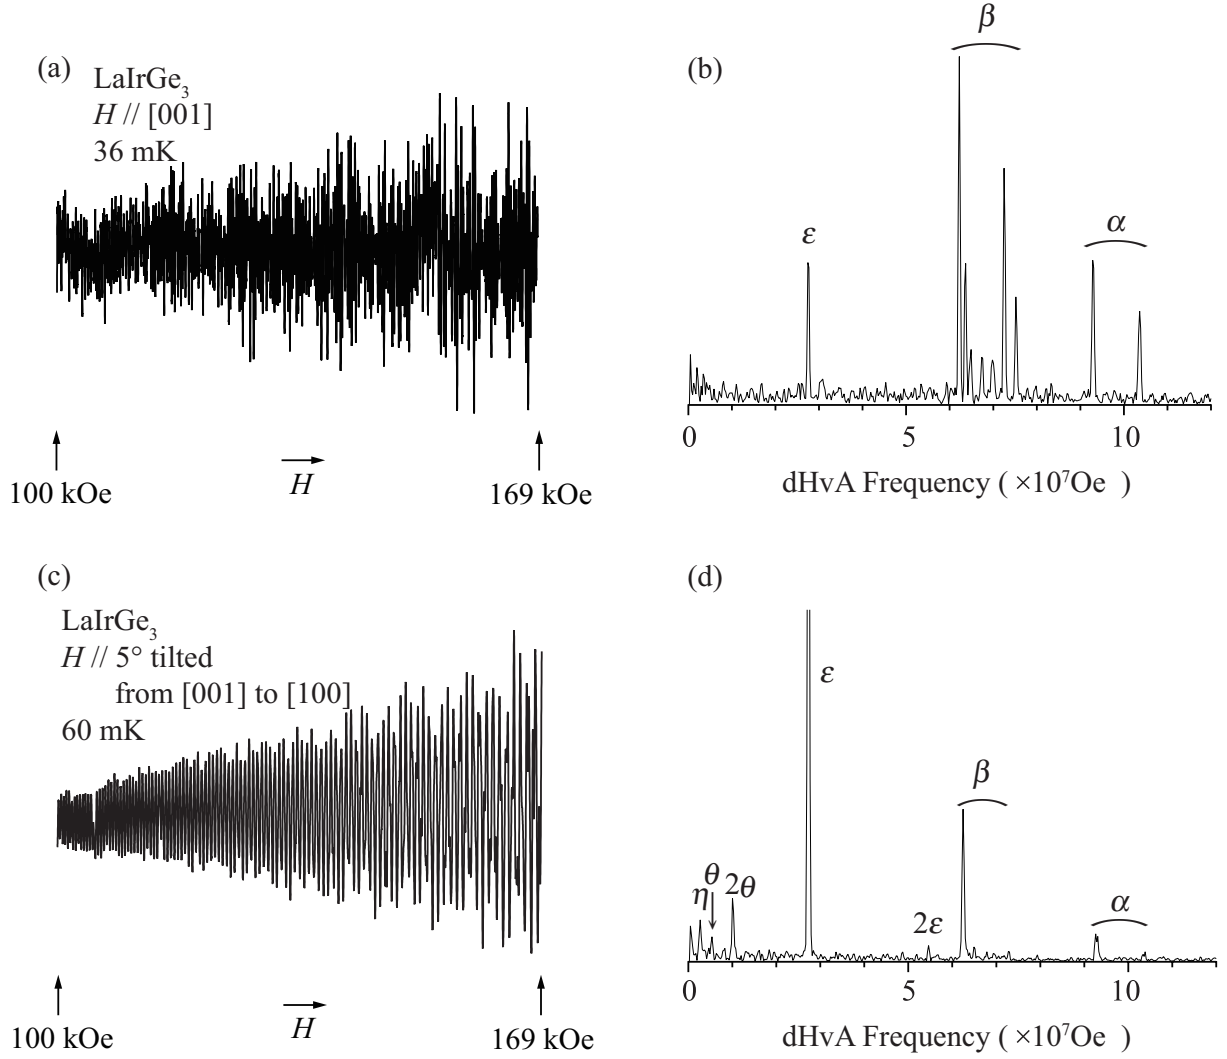 (a)
LaIrGe₃
H // [001]
36 mK
100 kOe
H
169 kOe
(b)
ε
β
α
0
5
10
dHvA Frequency ( ×10⁷Oe )
(c)
LaIrGe₃
H // 5° tilted
from [001] to [100]
60 mK
100 kOe
H
169 kOe
(d)
η
θ
2θ
ε
2ε
β
α
0
5
10
dHvA Frequency ( ×10⁷Oe )